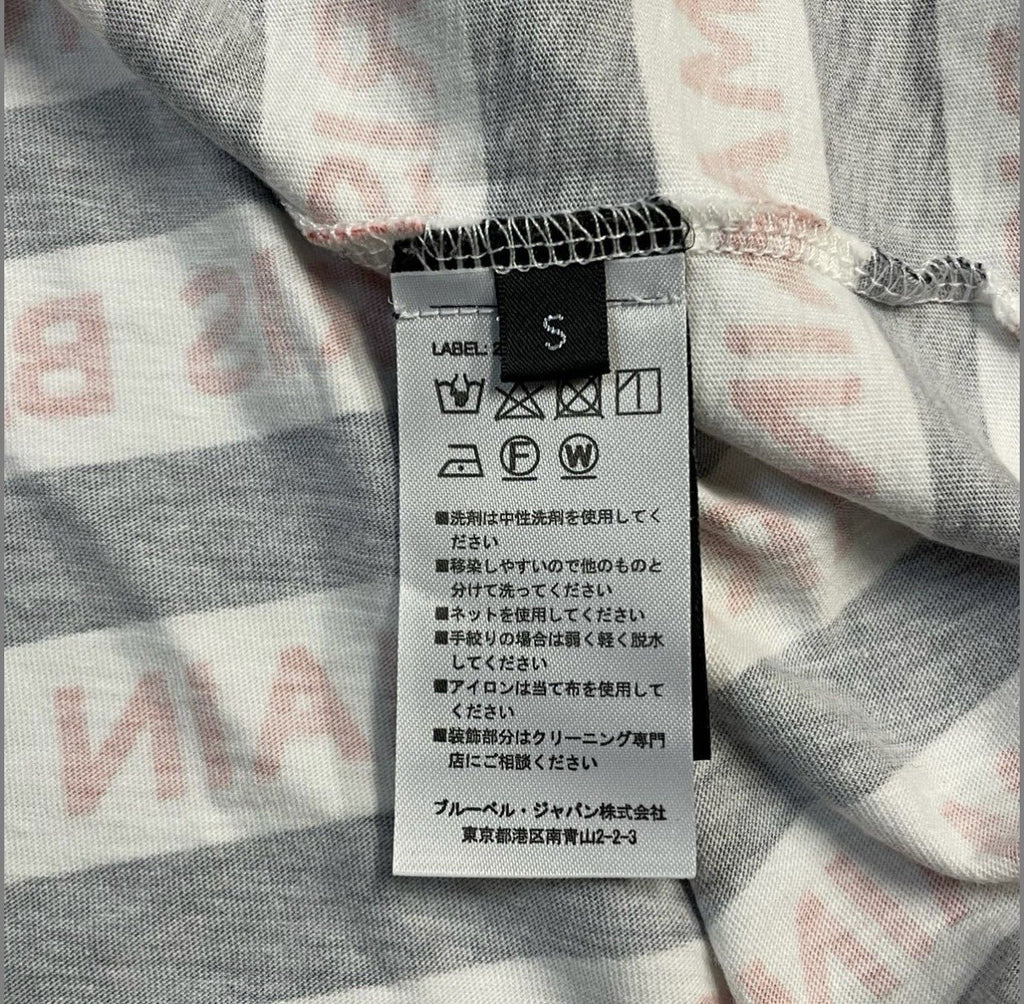 S
LABEL: 2
F W
■洗剤は中性洗剤を使用してく
ださい
■移染しやすいので他のものと
分けて洗ってください
■ネットを使用してください
■手絞りの場合は弱く軽く脱水
してください
■アイロンは当て布を使用して
ください
■装飾部分はクリーニング専門
店にご相談ください
ブルーベル・ジャパン株式会社
東京都港区南青山2-2-3